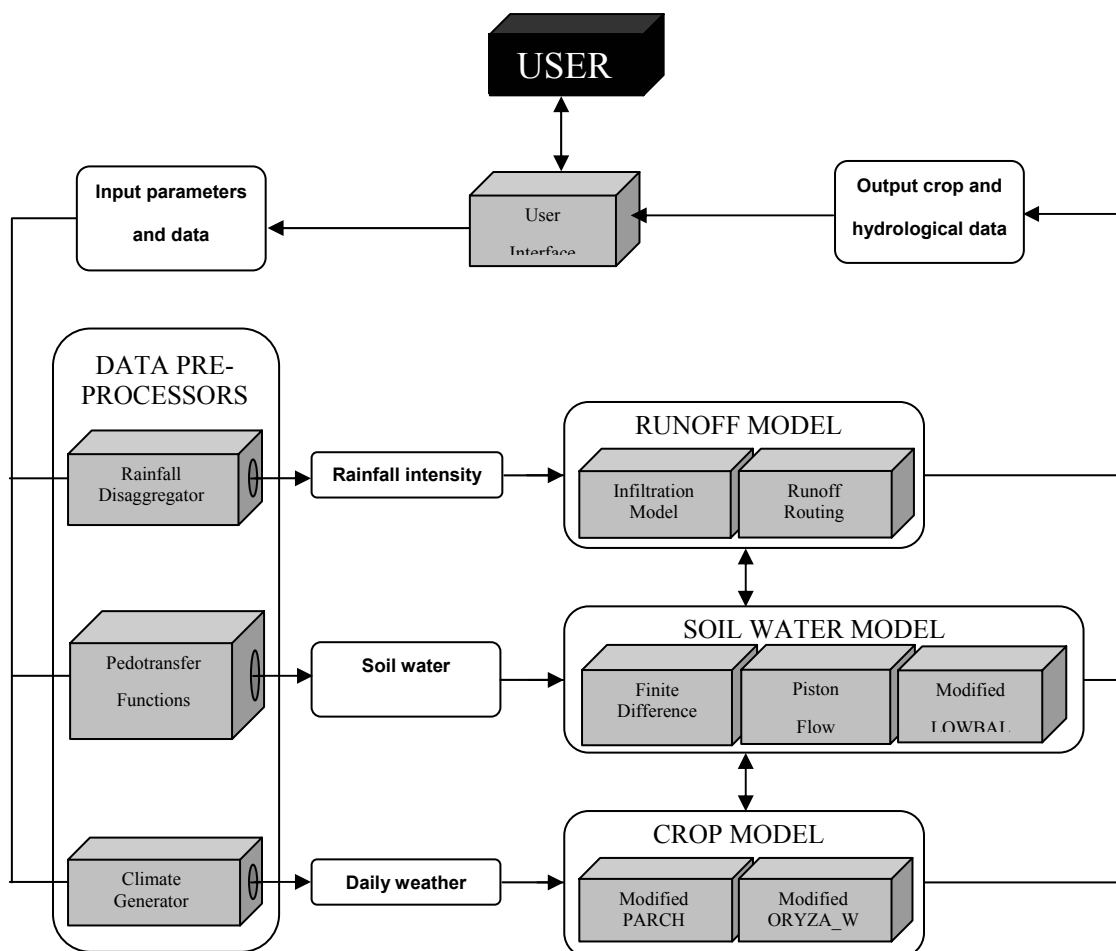 USER
Input parameters
and data
User
Interface
Output crop and
hydrological data
DATA PRE-
PROCESSORS
Rainfall
Disaggregator
Rainfall intensity
RUNOFF MODEL
Infiltration
Model
Runoff
Routing
Pedotransfer
Functions
Soil water
SOIL WATER MODEL
Finite
Difference
Piston
Flow
Modified
LOWBAL
Climate
Generator
Daily weather
CROP MODEL
Modified
PARCH
Modified
ORYZA_W